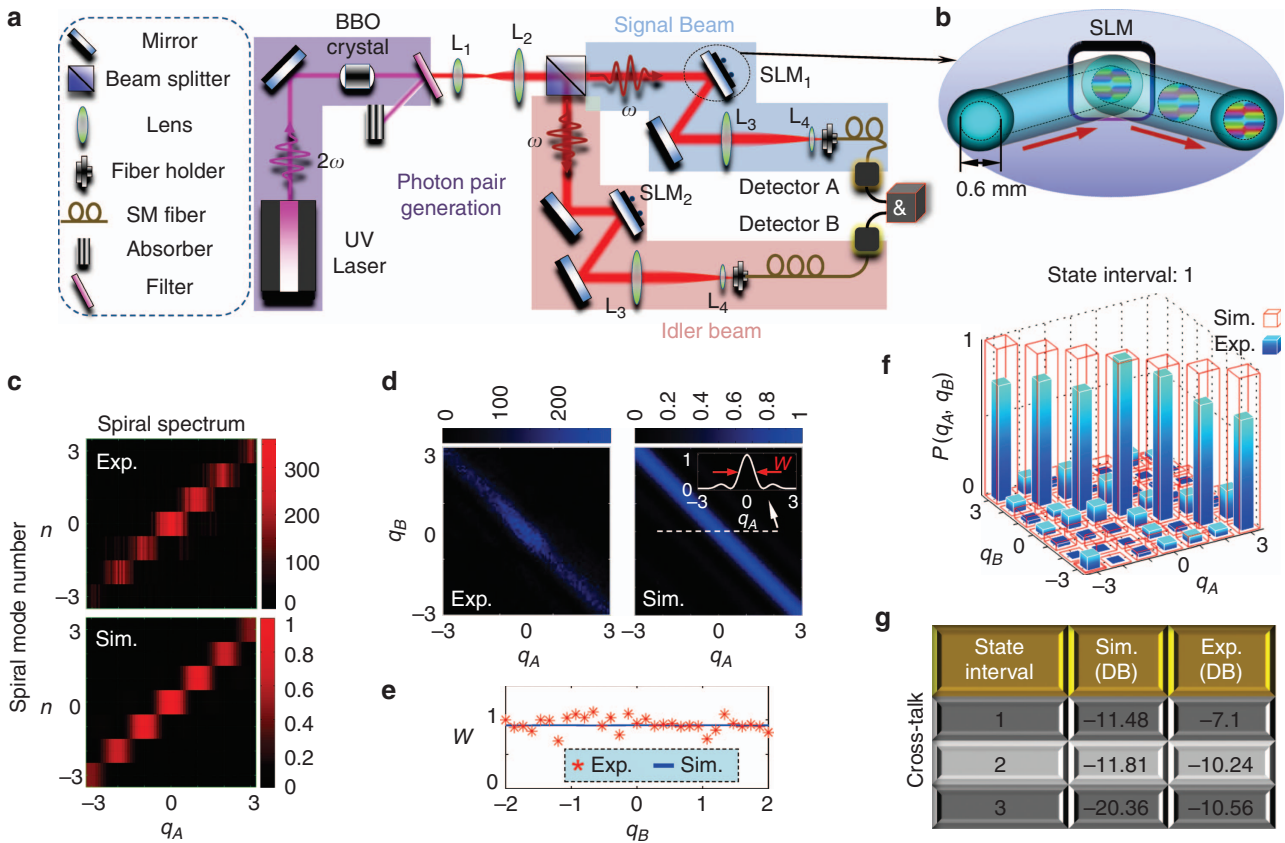 a
Mirror
Beam splitter
Lens
Fiber holder
SM fiber
Absorber
Filter
BBO
crystal
L1
L2
Signal Beam
SLM1
ω
2ω
ω
L3
L4
Photon pair
generation
SLM2
Detector A
&
Detector B
UV
Laser
L3
L4
Idler beam
b
SLM
0.6 mm
c
Spiral spectrum
Exp.
Spiral mode number
n
3
0
−3
300
200
100
0
Sim.
n
3
0
−3
1
0.8
0.6
0.4
0.2
0
−3
0
3
qA
d
0
100
200
0
0.2
0.4
0.6
0.8
1
qB
3
0
−3
Exp.
−3
0
3
qA
W
1
0
−3
0
3
qA
Sim.
−3
0
3
qA
e
W
1
0
Exp.
Sim.
−2
−1
0
1
2
qB
f
State interval: 1
Sim.
Exp.
P(qA, qB)
1
0
3
0
−3
qB
−3
0
3
qA
g
Cross-talk
State interval
Sim. (DB)
Exp. (DB)
1
−11.48
−7.1
2
−11.81
−10.24
3
−20.36
−10.56